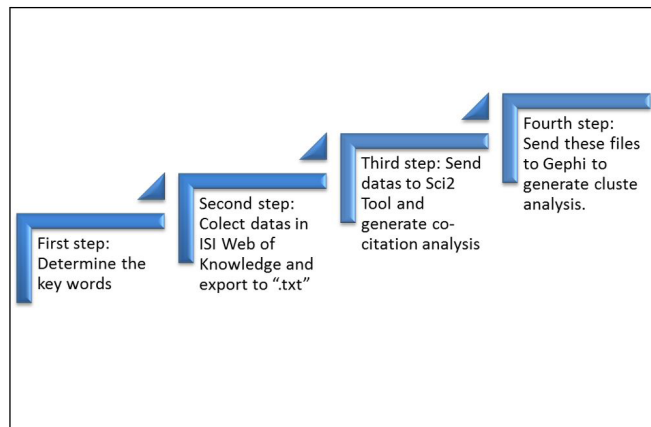 First step:
Determine the
key words
Second step:
Colect datas in
ISI Web of
Knowledge and
export to “.txt”
Third step: Send
datas to Sci2
Tool and
generate co-
citation analysis
Fourth step:
Send these files
to Gephi to
generate cluste
analysis.